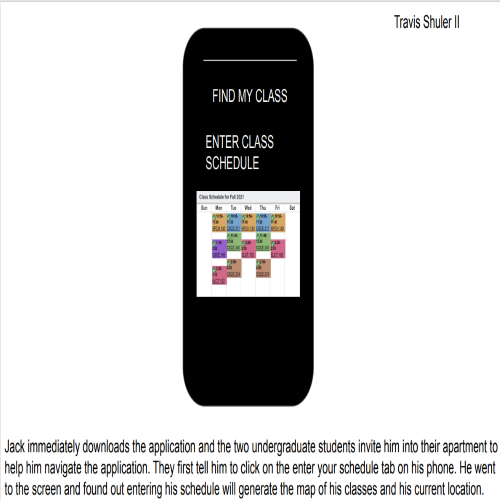 Travis Shuler II
FIND MY CLASS
ENTER CLASS
SCHEDULE
Class Schedule for Fall 2021
Sun Mon Tue Wed Thu Fri Sat
Jack immediately downloads the application and the two undergraduate students invite him into their apartment to
help him navigate the application. They first tell him to click on the enter your schedule tab on his phone. He went
to the screen and found out entering his schedule will generate the map of his classes and his current location.